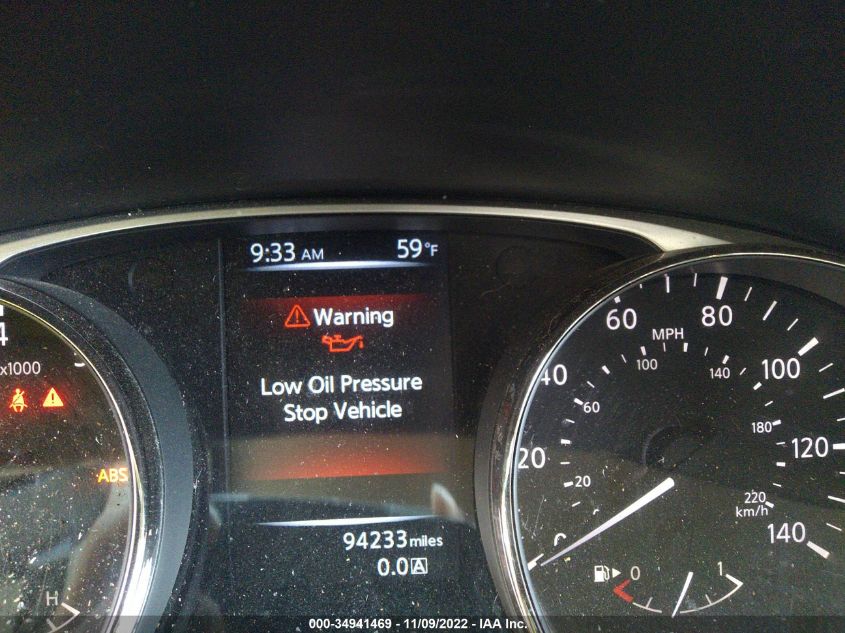 9:33 AM 59°F
Warning
Low Oil Pressure
Stop Vehicle
94233 miles
0.0 A
4
x1000
ABS
H
0
20
40
60
80
100
120
140
MPH
20
60
100
140
180
220
km/h
0 1
000-34941469 - 11/09/2022 - IAA Inc.